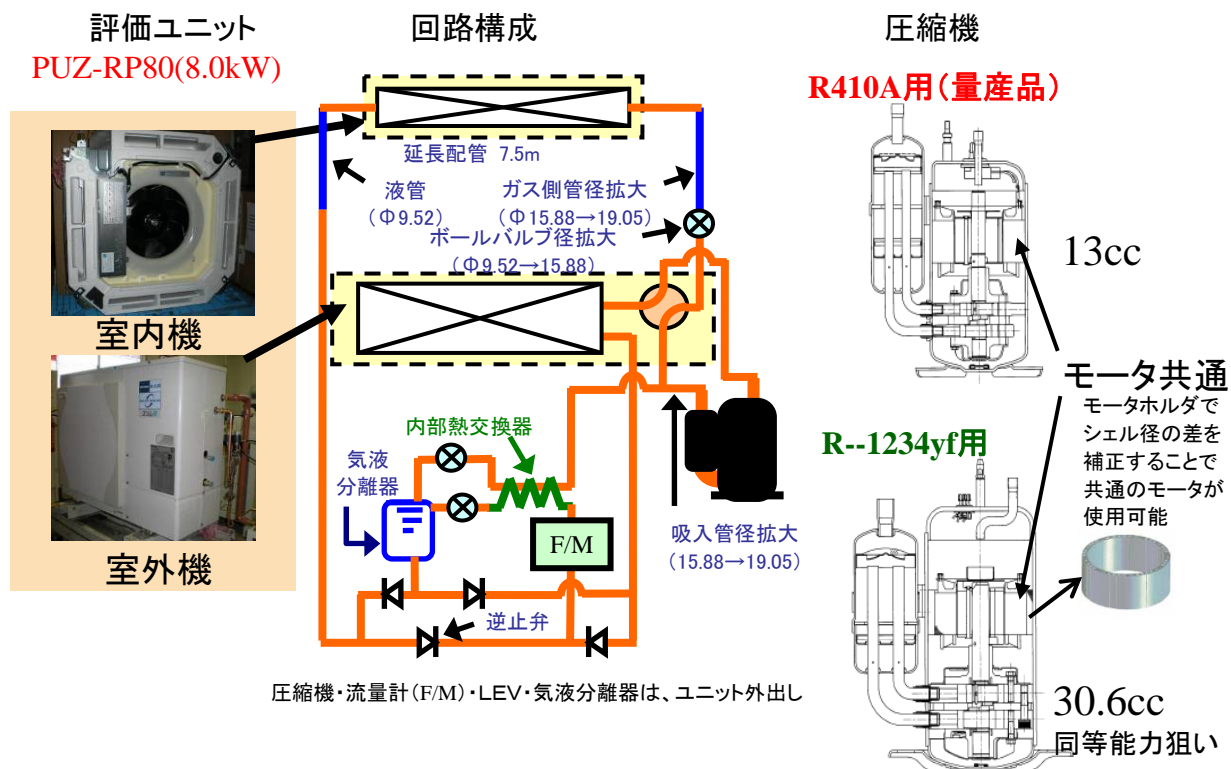 評価ユニット
PUZ-RP80(8.0kW)
室内機
室外機
回路構成
延長配管 7.5m
液管
(Φ9.52)
ガス側管径拡大
(Φ15.88→19.05)
ボールバルブ径拡大
(Φ9.52→15.88)
内部熱交換器
気液
分離器
F/M
吸入管径拡大
(15.88→19.05)
逆止弁
圧縮機・流量計(F/M)・LEV・気液分離器は、ユニット外出し
圧縮機
R410A用(量産品)
13cc
モータ共通
モータホルダで
シェル径の差を
補正することで
共通のモータが
使用可能
R--1234yf用
30.6cc
同等能力狙い